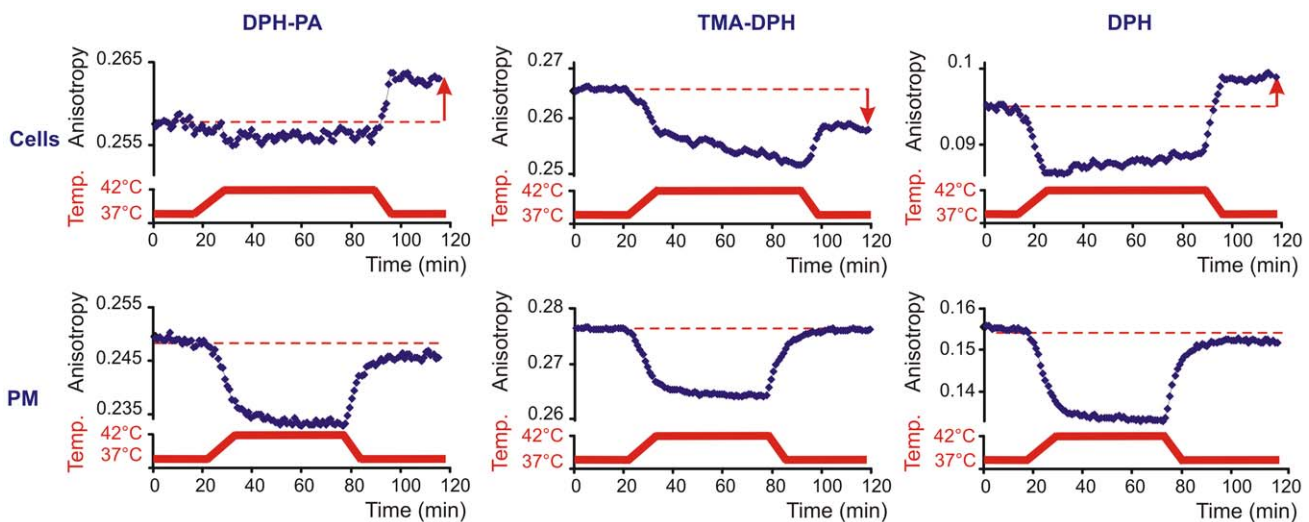 DPH-PA TMA-DPH DPH
Cells
Anisotropy
0.265
0.255
Temp.
42°C
37°C
0 20 40 60 80 100 120
Time (min)
Anisotropy
0.27
0.26
0.25
Temp.
42°C
37°C
0 20 40 60 80 100 120
Time (min)
Anisotropy
0.1
0.09
Temp.
42°C
37°C
0 20 40 60 80 100 120
Time (min)
PM
Anisotropy
0.255
0.245
0.235
Temp.
42°C
37°C
0 20 40 60 80 100 120
Time (min)
Anisotropy
0.28
0.27
0.26
Temp.
42°C
37°C
0 20 40 60 80 100 120
Time (min)
Anisotropy
0.16
0.15
0.14
Temp.
42°C
37°C
0 20 40 60 80 100 120
Time (min)